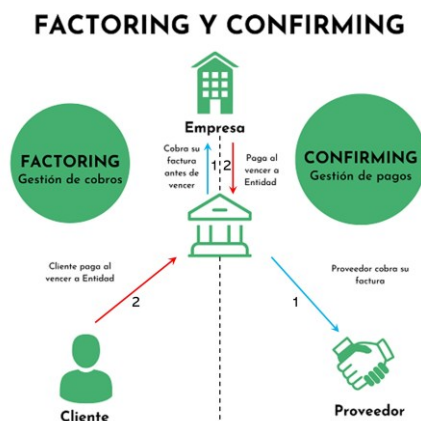 FACTORING Y CONFIRMING
Empresa
FACTORING
Gestión de cobros
Cobra su
factura
antes de
vencer
1
2
Paga al
vencer a
Entidad
CONFIRMING
Gestión de pagos
Cliente paga al
vencer a Entidad
2
Proveedor cobra su
factura
1
Cliente
Proveedor